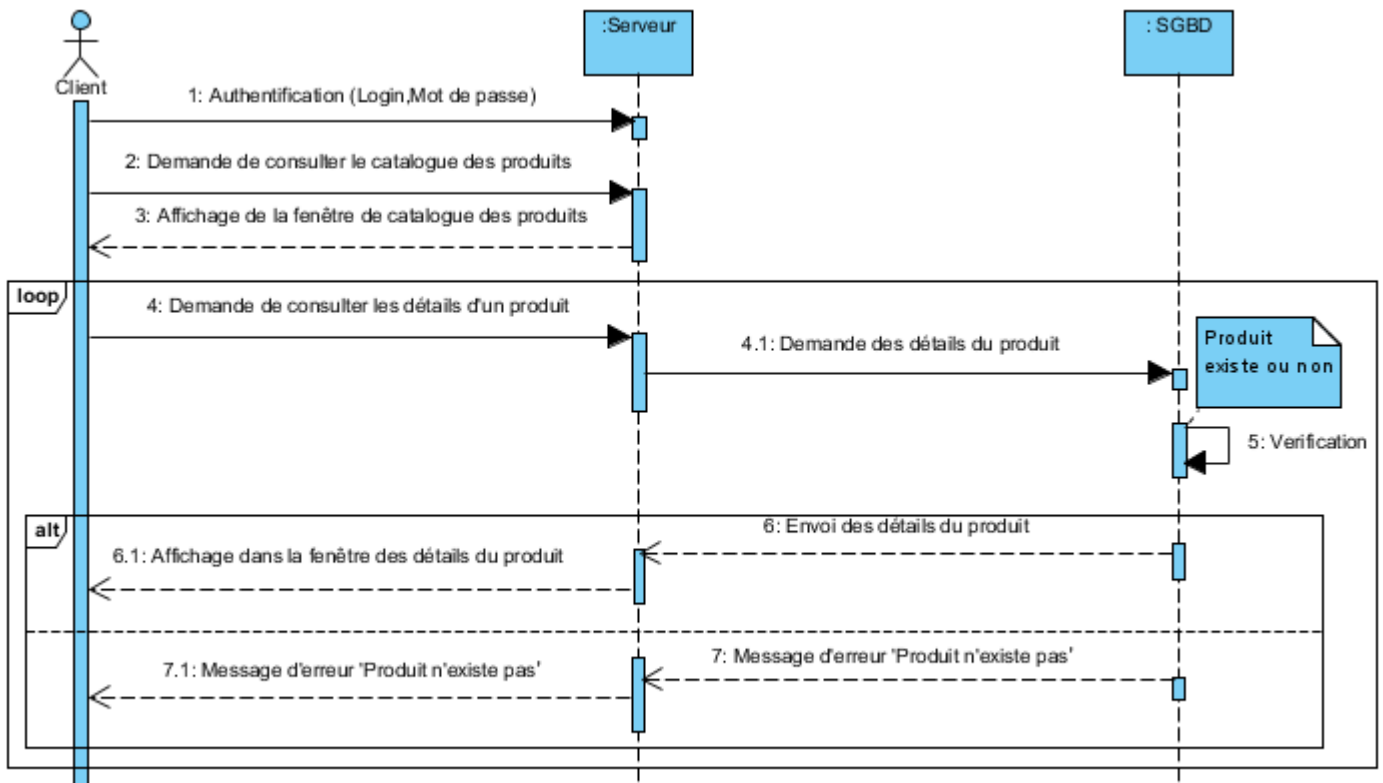 :Serveur
: SGBD
Client
1: Authentification (Login,Mot de passe)
2: Demande de consulter le catalogue des produits
3: Affichage de la fenêtre de catalogue des produits
loop
4: Demande de consulter les détails d'un produit
4.1: Demande des détails du produit
Produit
existe ou non
5: Verification
alt
6: Envoi des détails du produit
6.1: Affichage dans la fenêtre des détails du produit
7: Message d'erreur 'Produit n'existe pas'
7.1: Message d'erreur 'Produit n'existe pas'